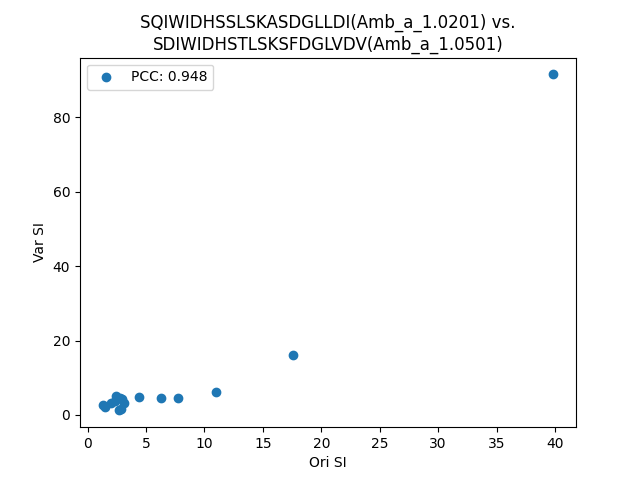 SQIWIDHSSLSKASDGLLDI(Amb_a_1.0201) vs.
SDIWIDHSTLSKSFDGLVDV(Amb_a_1.0501)
PCC: 0.948
Var SI
80
60
40
20
0
0 5 10 15 20 25 30 35 40
Ori SI